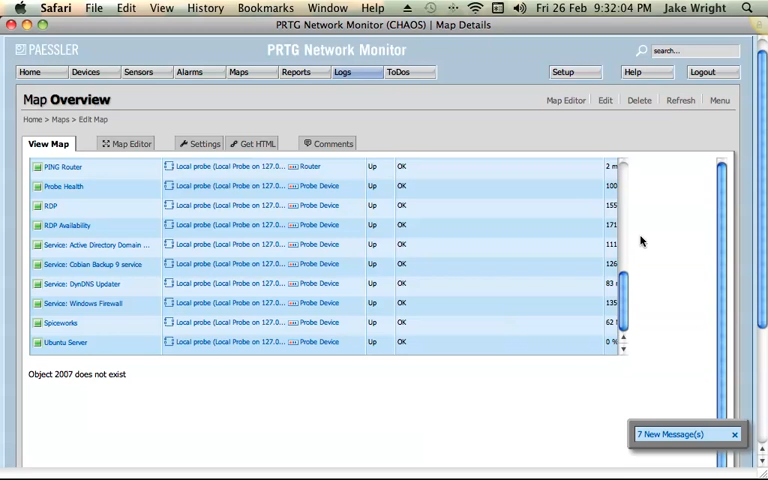 Safari File Edit View History Bookmarks Window Help Fri 26 Feb 9:32:04 PM Jake Wright
PRTG Network Monitor (CHAOS) | Map Details
PAESSLER PRTG Network Monitor search...
Home Devices Sensors Alarms Maps Reports Logs ToDos Setup Help Logout
Map Overview Map Editor Edit Delete Refresh Menu
Home > Maps > Edit Map
View Map Map Editor Settings Get HTML Comments
PING Router Local probe (Local Probe on 127.0... Router Up OK 2 m
Probe Health Local probe (Local Probe on 127.0... Probe Device Up OK 100
RDP Local probe (Local Probe on 127.0... Probe Device Up OK 155
RDP Availability Local probe (Local Probe on 127.0... Probe Device Up OK 171
Service: Active Directory Domain ... Local probe (Local Probe on 127.0... Probe Device Up OK 111
Service: Cobian Backup 9 service Local probe (Local Probe on 127.0... Probe Device Up OK 126
Service: DynDNS Updater Local probe (Local Probe on 127.0... Probe Device Up OK 83
Service: Windows Firewall Local probe (Local Probe on 127.0... Probe Device Up OK 135
Spiceworks Local probe (Local Probe on 127.0... Probe Device Up OK 62
Ubuntu Server Local probe (Local Probe on 127.0... Probe Device Up OK 0 %
Object 2007 does not exist
7 New Message(s)